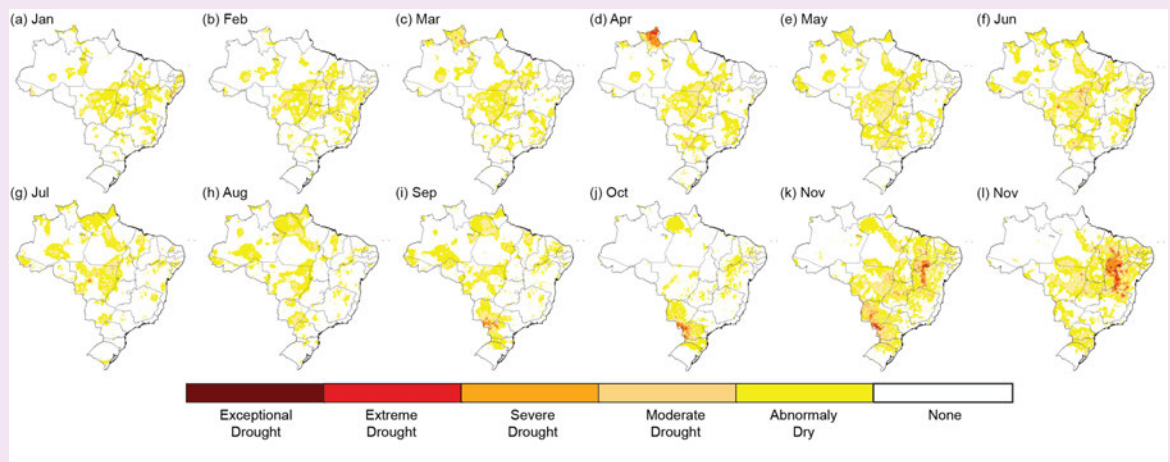 (a) Jan
(b) Feb
(c) Mar
(d) Apr
(e) May
(f) Jun
(g) Jul
(h) Aug
(i) Sep
(j) Oct
(k) Nov
(l) Nov
Exceptional
Drought
Extreme
Drought
Severe
Drought
Moderate
Drought
Abnormaly
Dry
None